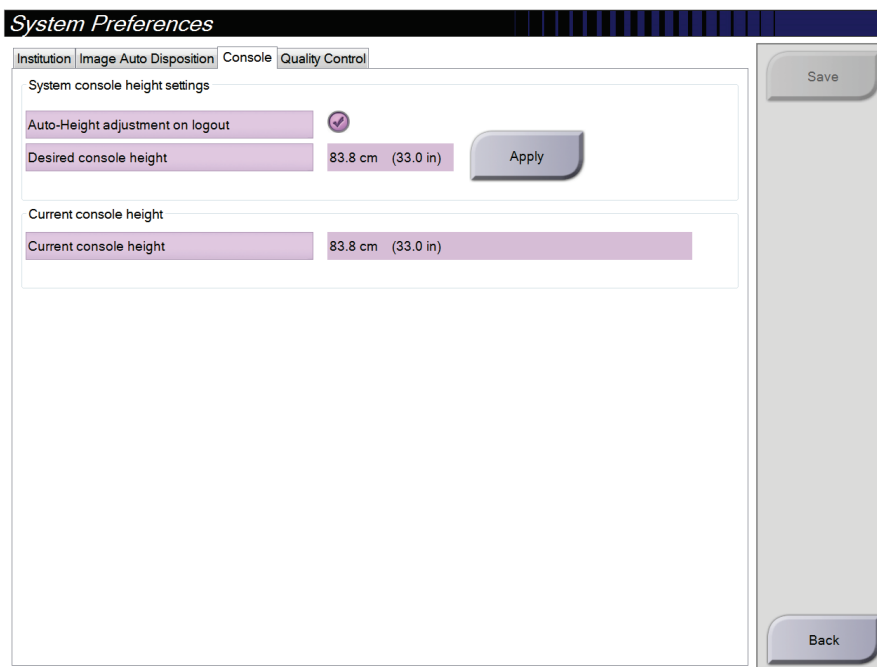 System Preferences
Institution Image Auto Disposition Console Quality Control
Save
System console height settings
Auto-Height adjustment on logout
Desired console height 83.8 cm (33.0 in) Apply
Current console height
Current console height 83.8 cm (33.0 in)
Back